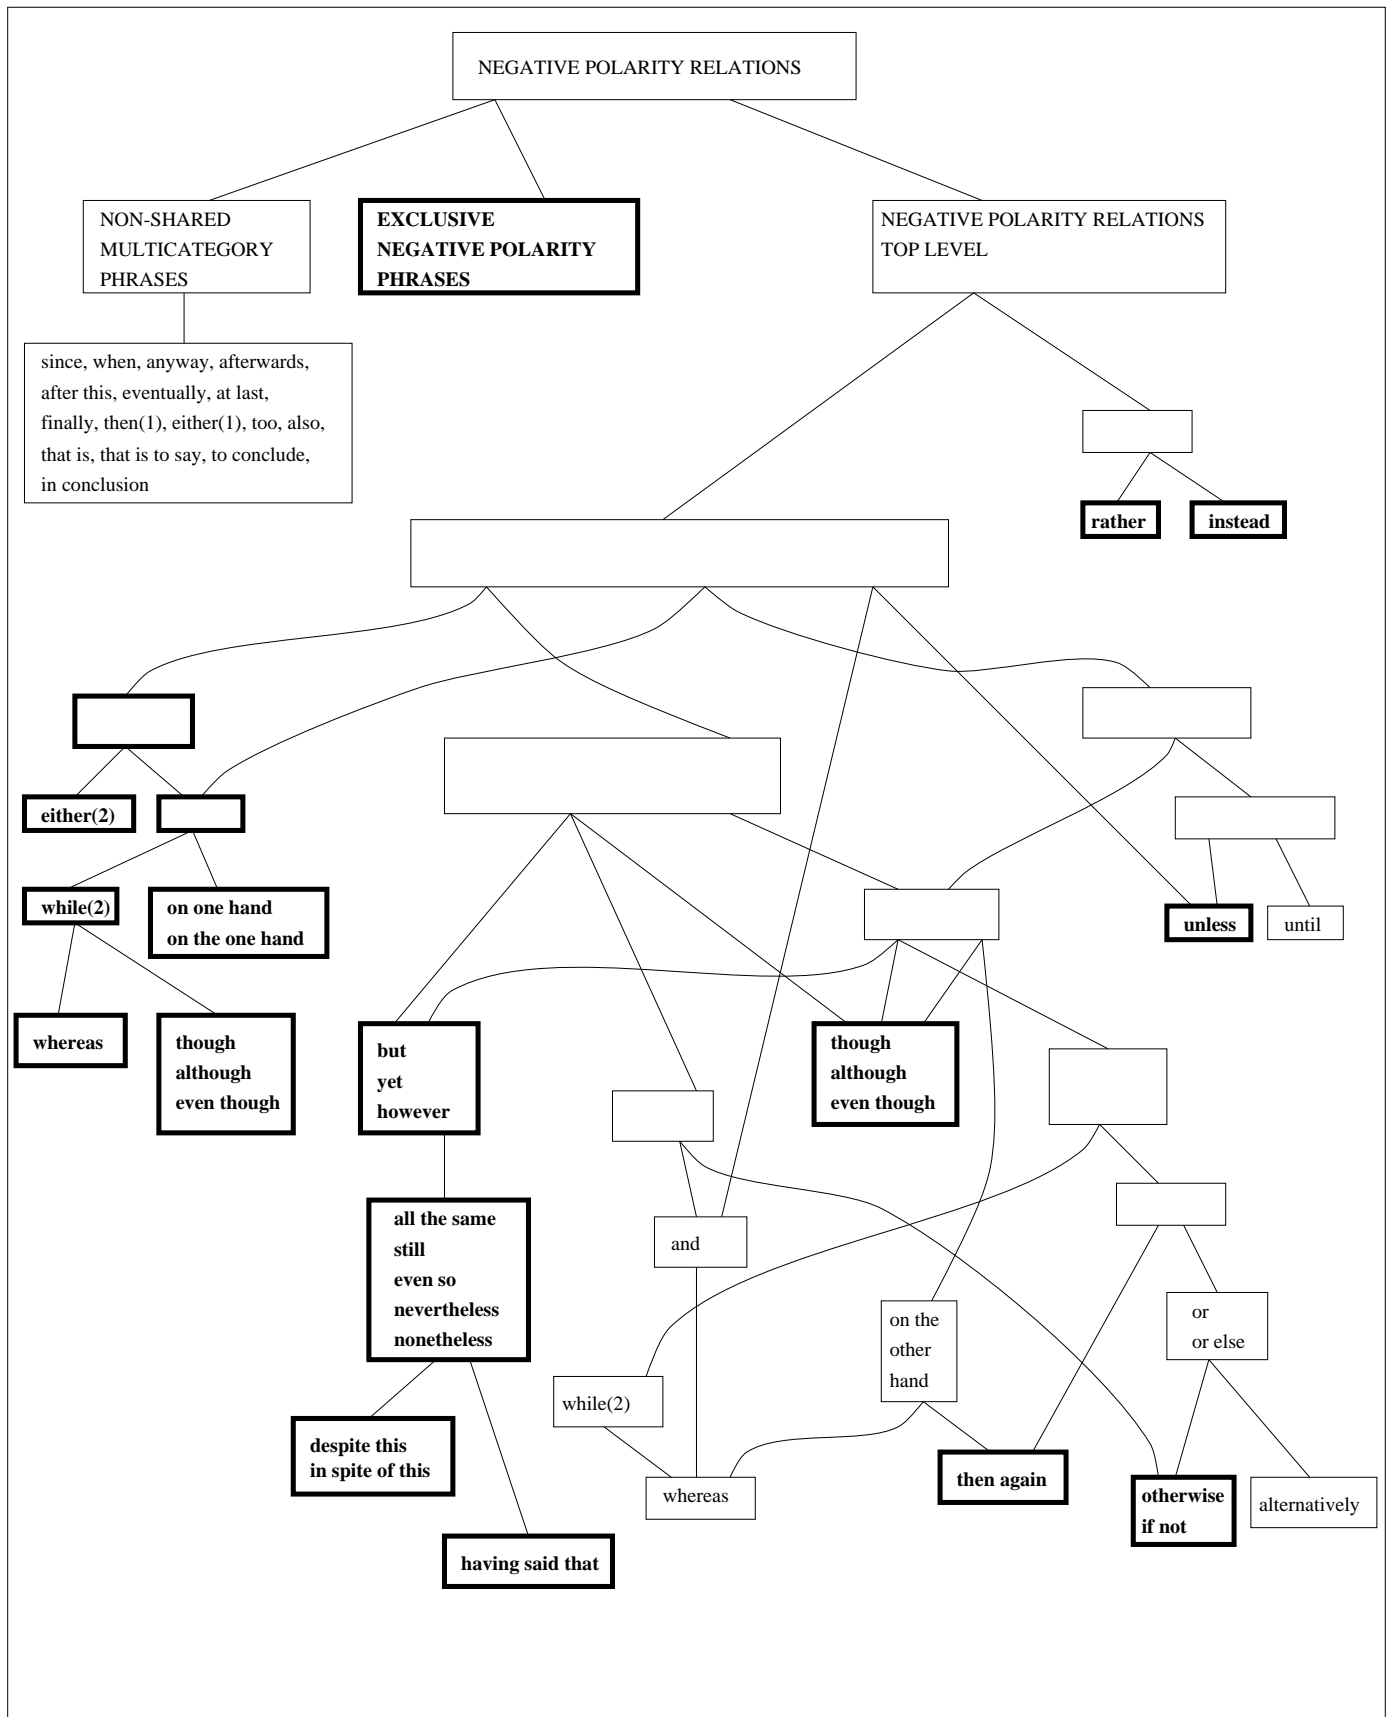 NEGATIVE POLARITY RELATIONS
NON-SHARED
MULTICATEGORY
PHRASES
EXCLUSIVE
NEGATIVE POLARITY
PHRASES
NEGATIVE POLARITY RELATIONS
TOP LEVEL
since, when, anyway, afterwards,
after this, eventually, at last,
finally, then(1), either(1), too, also,
that is, that is to say, to conclude,
in conclusion
rather
instead
either(2)
while(2)
on one hand
on the one hand
unless
until
whereas
though
although
even though
but
yet
however
though
although
even though
all the same
still
even so
nevertheless
nonetheless
and
on the
other
hand
or
or else
while(2)
despite this
in spite of this
whereas
then again
otherwise
if not
alternatively
having said that